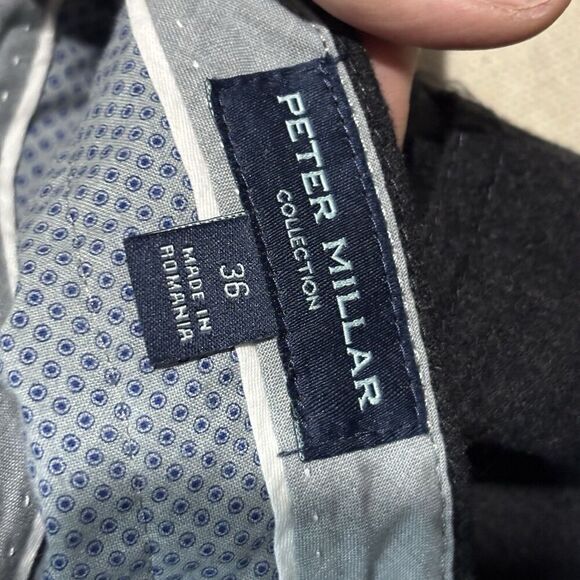 PETER MILLAR
COLLECTION
36
MADE IN
ROMANIA